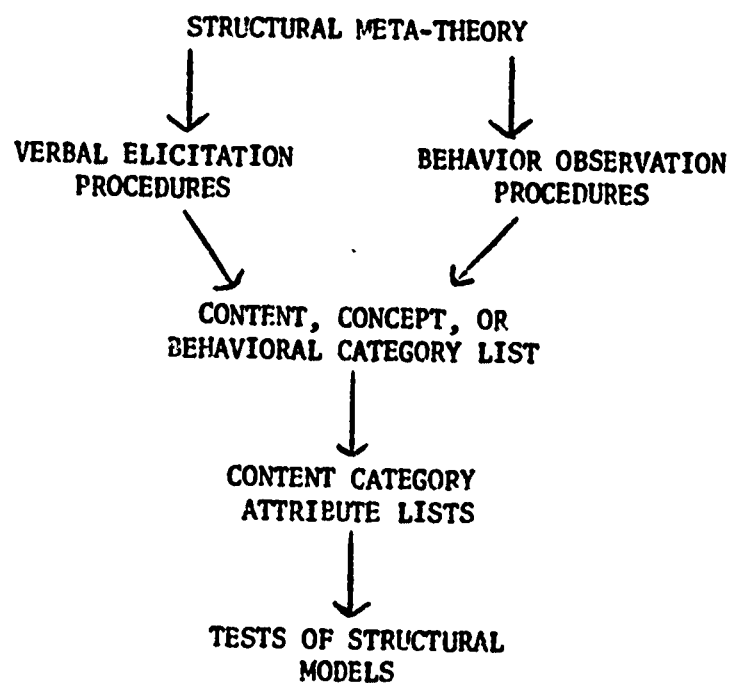 STRUCTURAL META-THEORY
VERBAL ELICITATION
PROCEDURES
BEHAVIOR OBSERVATION
PROCEDURES
CONTENT, CONCEPT, OR
BEHAVIORAL CATEGORY LIST
CONTENT CATEGORY
ATTRIBUTE LISTS
TESTS OF STRUCTURAL
MODELS